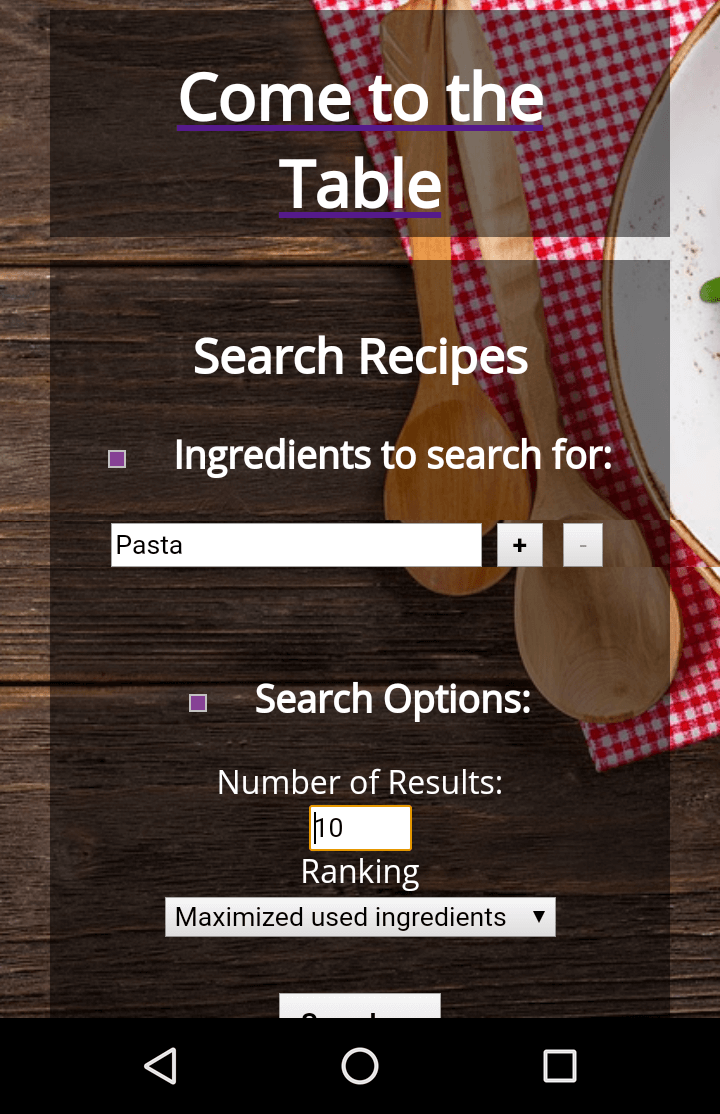 Come to the
Table
Search Recipes
Ingredients to search for:
Pasta + -
Search Options:
Number of Results:
10
Ranking
Maximized used ingredients